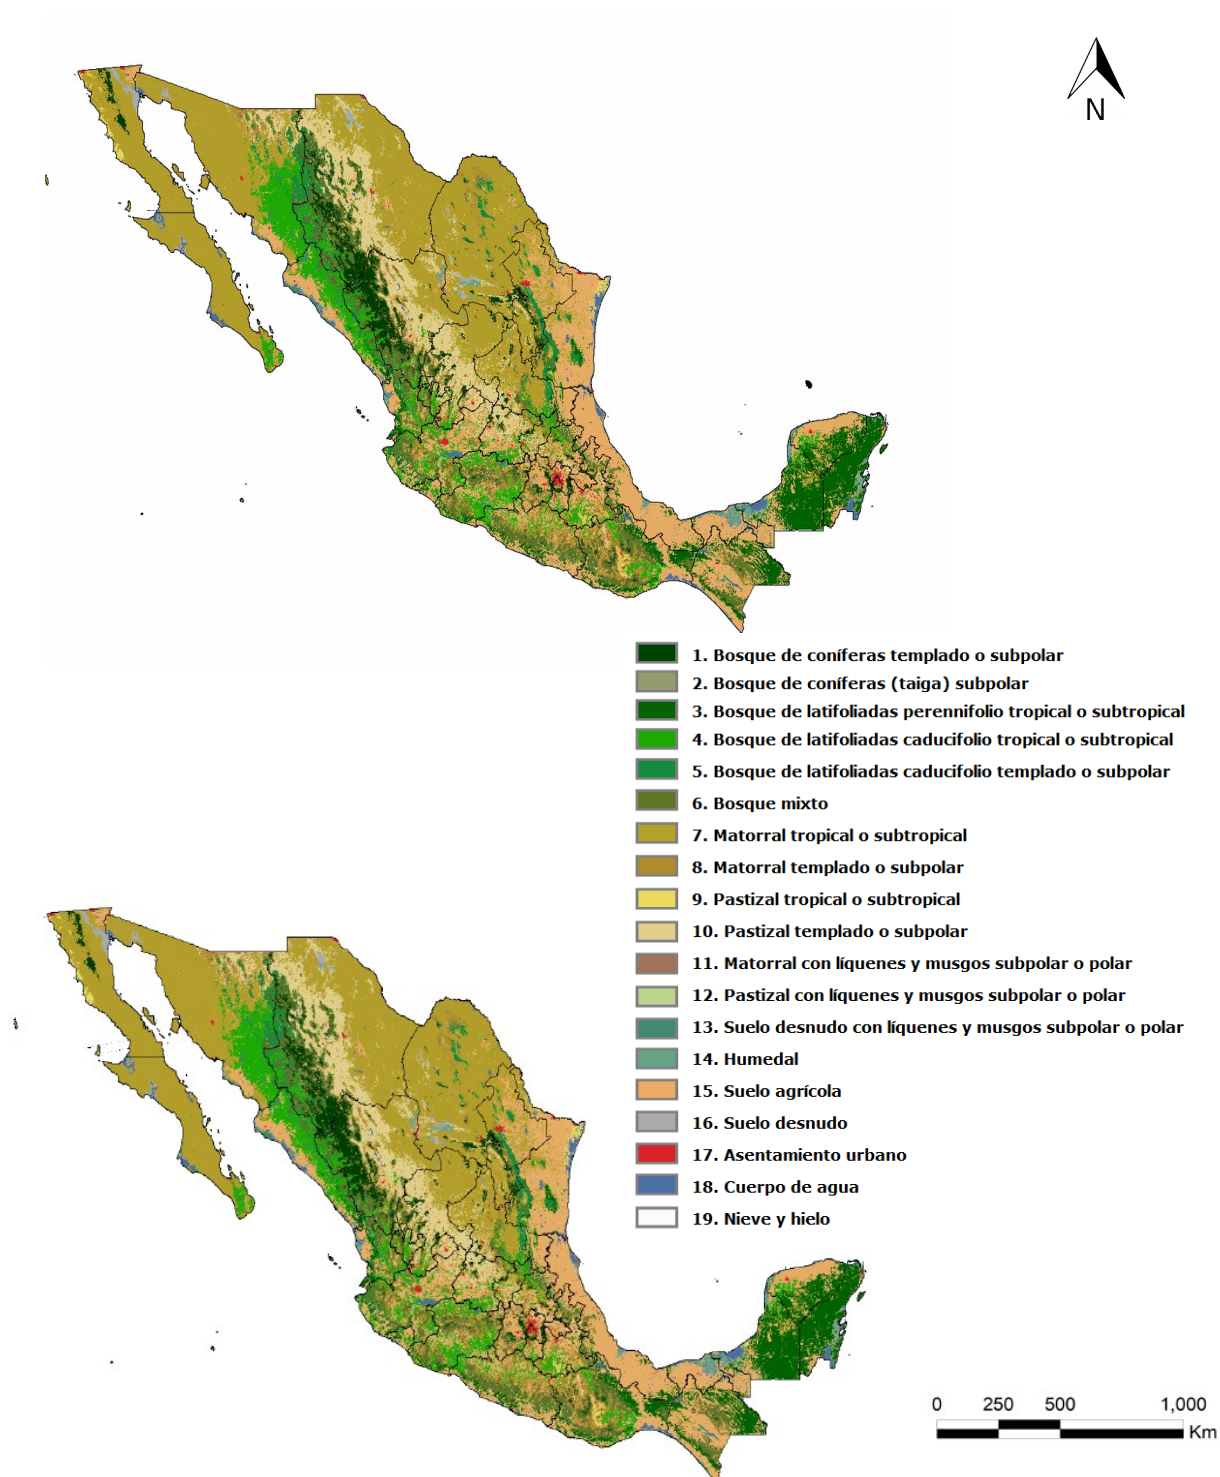 N
1. Bosque de coníferas templado o subpolar
2. Bosque de coníferas (taiga) subpolar
3. Bosque de latifoliadas perennifolio tropical o subtropical
4. Bosque de latifoliadas caducifolio tropical o subtropical
5. Bosque de latifoliadas caducifolio templado o subpolar
6. Bosque mixto
7. Matorral tropical o subtropical
8. Matorral templado o subpolar
9. Pastizal tropical o subtropical
10. Pastizal templado o subpolar
11. Matorral con líquenes y musgos subpolar o polar
12. Pastizal con líquenes y musgos subpolar o polar
13. Suelo desnudo con líquenes y musgos subpolar o polar
14. Humedal
15. Suelo agrícola
16. Suelo desnudo
17. Asentamiento urbano
18. Cuerpo de agua
19. Nieve y hielo
0 250 500 1,000
Km